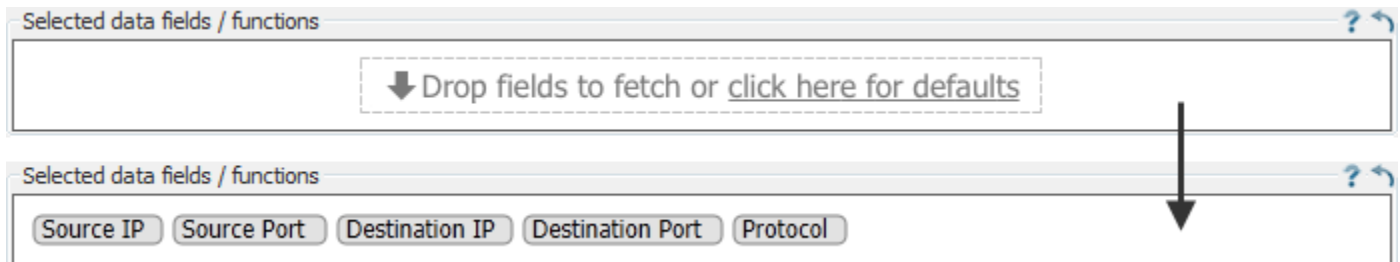 Selected data fields / functions ?
Drop fields to fetch or click here for defaults
Selected data fields / functions ?
Source IP Source Port Destination IP Destination Port Protocol